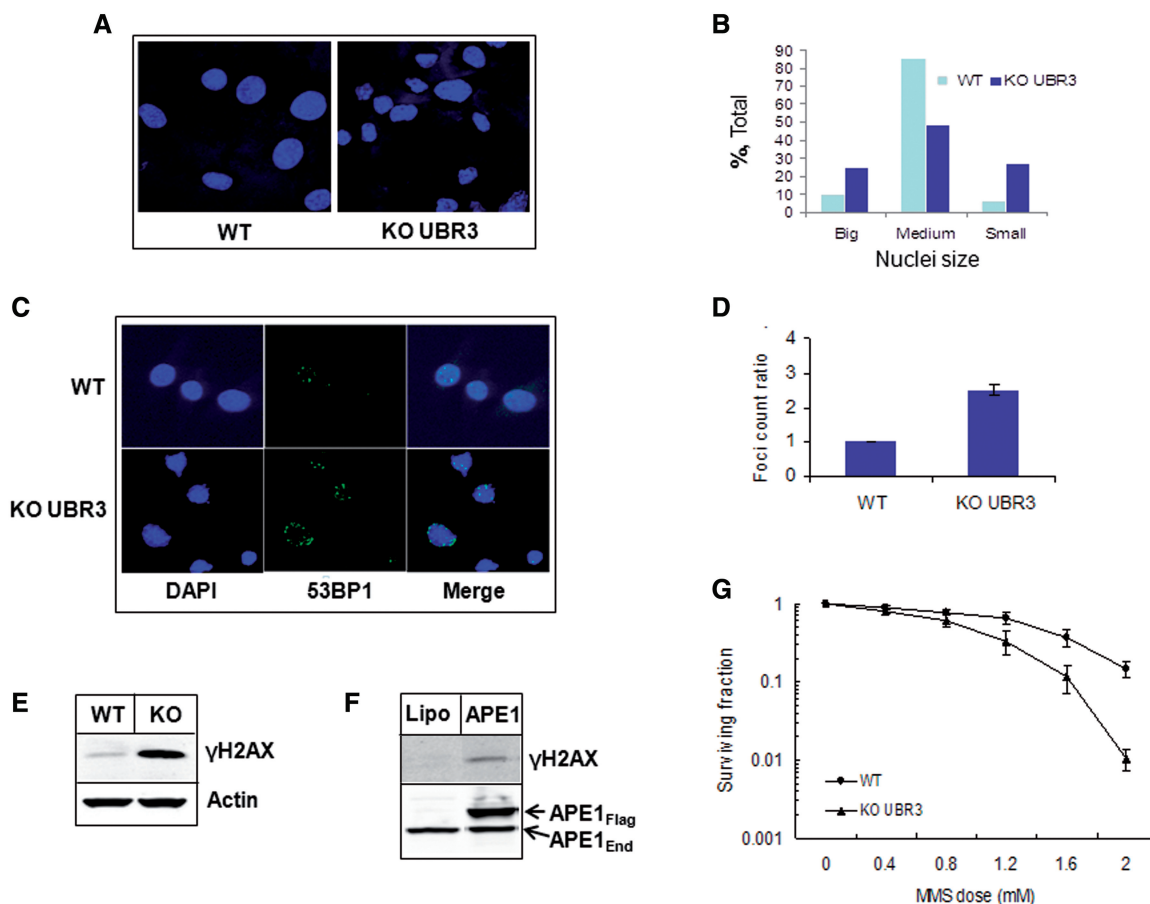 A
WT
KO UBR3
B
%, Total
90
80
70
60
50
40
30
20
10
0
WT
KO UBR3
Big
Medium
Small
Nuclei size
C
WT
KO UBR3
DAPI
53BP1
Merge
D
Foci count ratio
4
3
2
1
0
WT
KO UBR3
E
WT
KO
γH2AX
Actin
F
Lipo
APE1
γH2AX
APE1Flag
APE1End
G
Surviving fraction
1
0.1
0.01
0.001
WT
KO UBR3
0
0.4
0.8
1.2
1.6
2
MMS dose (mM)